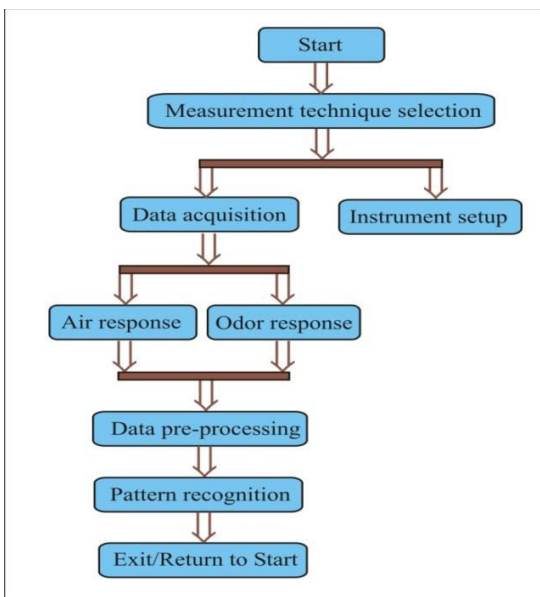 Start
Measurement technique selection
Data acquisition
Instrument setup
Air response
Odor response
Data pre-processing
Pattern recognition
Exit/Return to Start